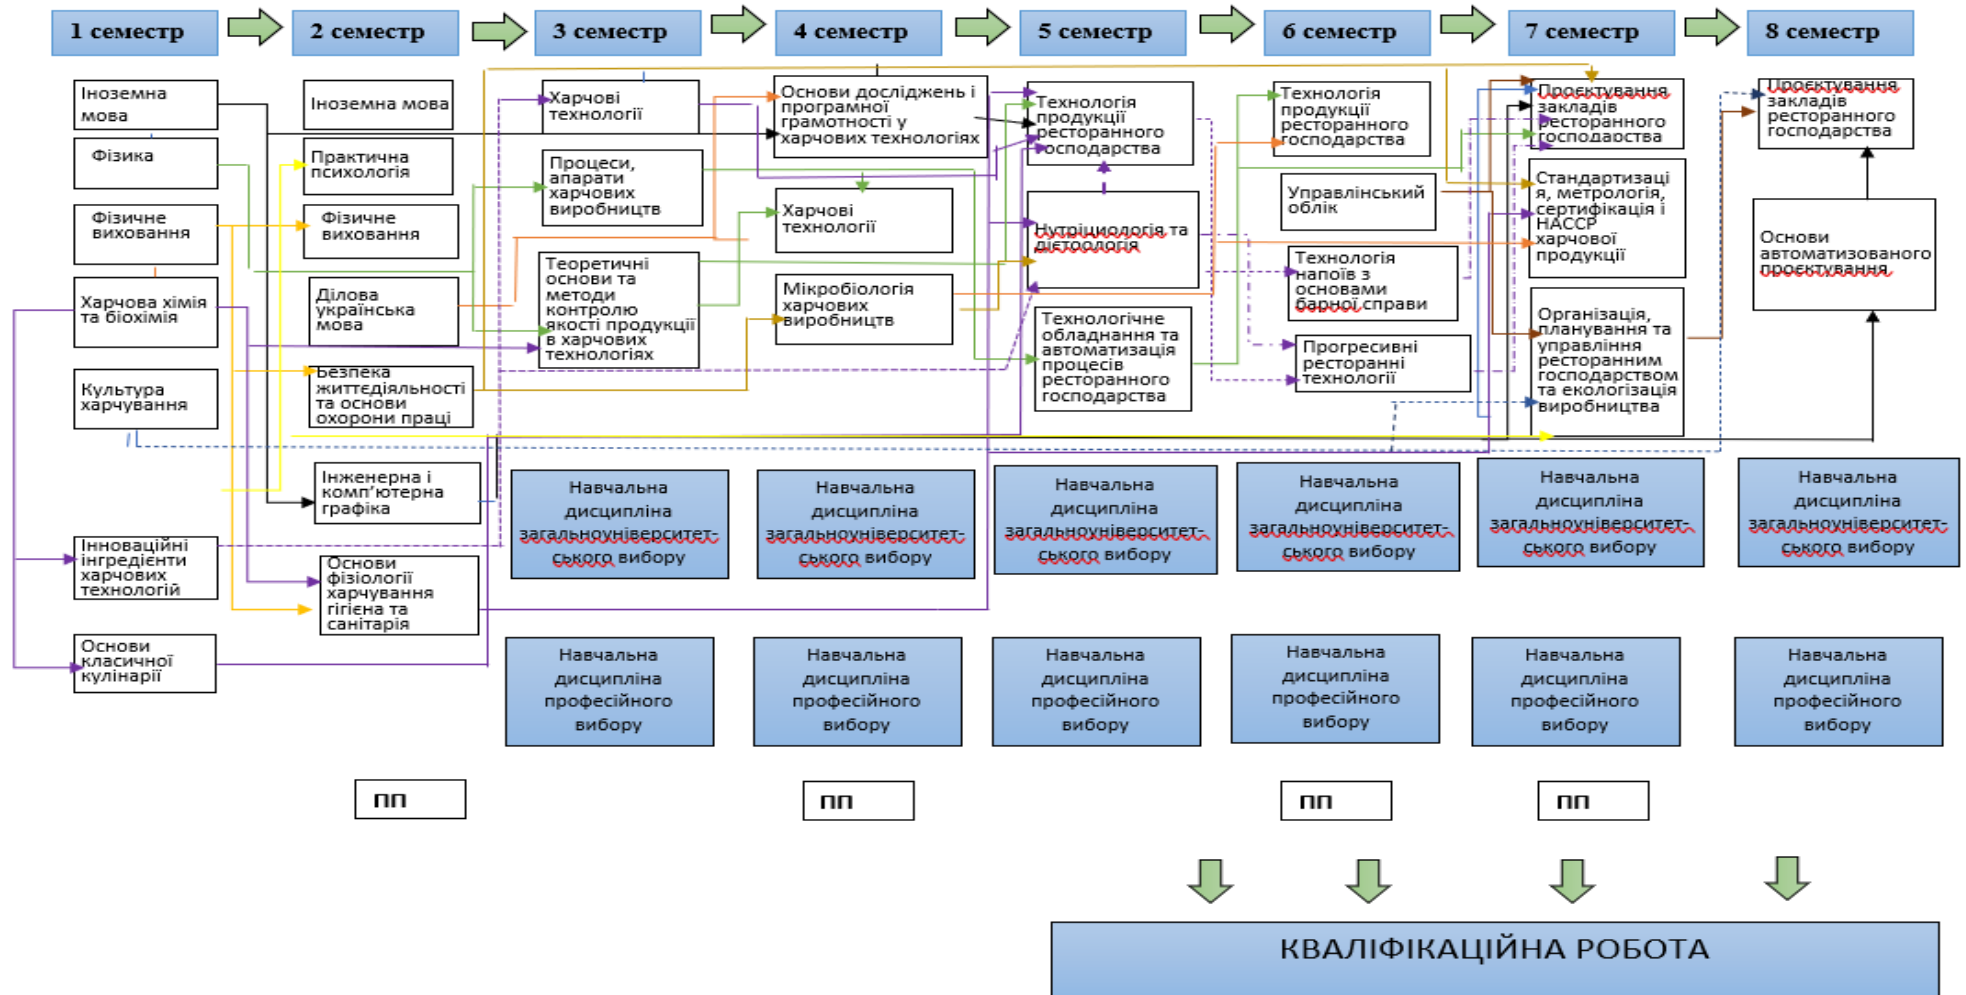 1 семестр
2 семестр
3 семестр
4 семестр
5 семестр
6 семестр
7 семестр
8 семестр
Іноземна
мова
Фізика
Фізичне
виховання
Харчова хімія
та біохімія
Культура
харчування
Інноваційні
інгредієнти
харчових
технологій
Основи
класичної
кулінарії
Іноземна мова
Практична
психологія
Фізичне
виховання
Ділова
українська
мова
Безпека
життєдіяльності
та основи
охорони праці
Інженерна і
комп'ютерна
графіка
Основи
фізіології
харчування
гігієна та
санітарія
Харчові
технології
Процеси,
апарати
харчових
виробництв
Теоретичні
основи та
методи
контролю
якості продукції
в харчових
технологіях
Основи досліджень і
програмної
грамотності у
харчових технологіях
Харчові
технології
Мікробіологія
харчових
виробництв
Технологія
продукції
ресторанного
господарства
Нутріциологія та
дієтоологія
Технологічне
обладнання та
автоматизація
процесів
ресторанного
господарства
Технологія
продукції
ресторанного
господарства
Управлінський
облік
Технологія
напоїв з
основами
барної справи
Прогресивні
ресторанні
технології
Проєктування
закладів
ресторанного
господарства
Стандартизаці
я, метрологія,
сертифікація і
НАССР
харчової
продукції
Організація,
планування та
управління
ресторанним
господарством
та екологізація
виробництва
Проєктування
закладів
ресторанного
господарства
Основи
автоматизованого
проєктування
Навчальна
дисципліна
загальноуніверситет-
ського вибору
Навчальна
дисципліна
загальноуніверситет-
ського вибору
Навчальна
дисципліна
загальноуніверситет-
ського вибору
Навчальна
дисципліна
загальноуніверситет-
ського вибору
Навчальна
дисципліна
загальноуніверситет-
ського вибору
Навчальна
дисципліна
загальноуніверситет-
ського вибору
Навчальна
дисципліна
професійного
вибору
Навчальна
дисципліна
професійного
вибору
Навчальна
дисципліна
професійного
вибору
Навчальна
дисципліна
професійного
вибору
Навчальна
дисципліна
професійного
вибору
Навчальна
дисципліна
професійного
вибору
ПП
ПП
ПП
ПП
КВАЛІФІКАЦІЙНА РОБОТА